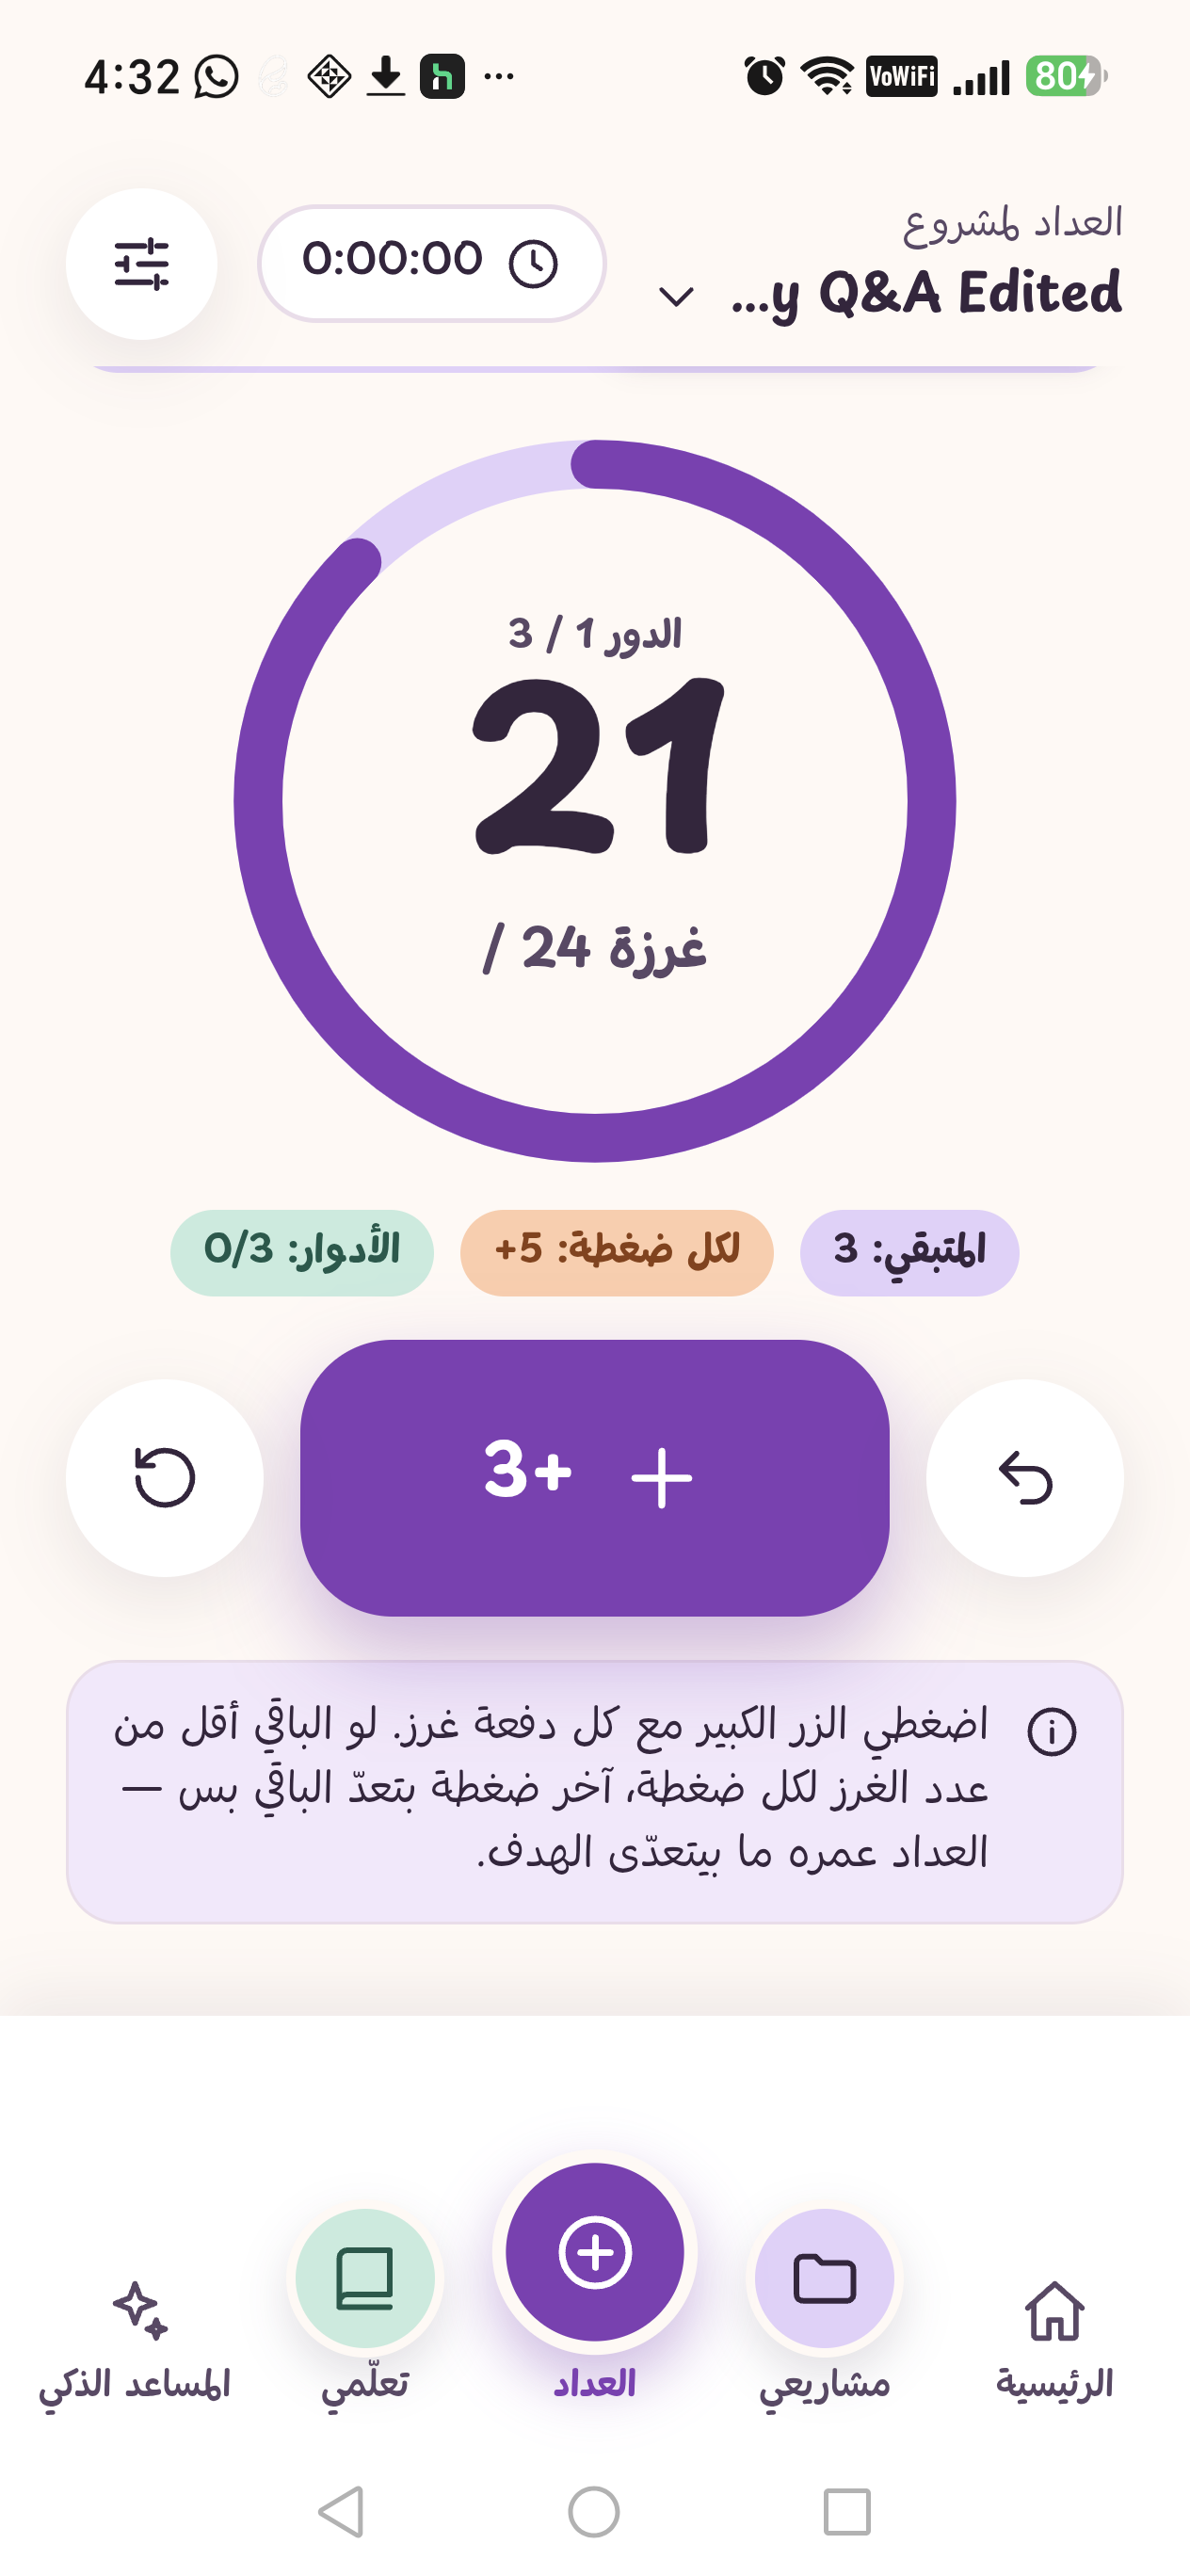 4:32
VoWiFi
80
العداد لمشروع
...y Q&A Edited
0:00:00
الدور 1 / 3
21
/ 24 غرزة
المتبقي: 3
لكل ضغطة: 5+
الأدوار: 0/3
3+
اضغطي الزر الكبير مع كل دفعة غرز. لو الباقي أقل من
عدد الغرز لكل ضغطة، آخر ضغطة بتعدّ الباقي بس —
العداد عمره ما بيتعدّى الهدف.
الرئيسية
مشاريعي
العداد
تعلّمي
المساعد الذكي